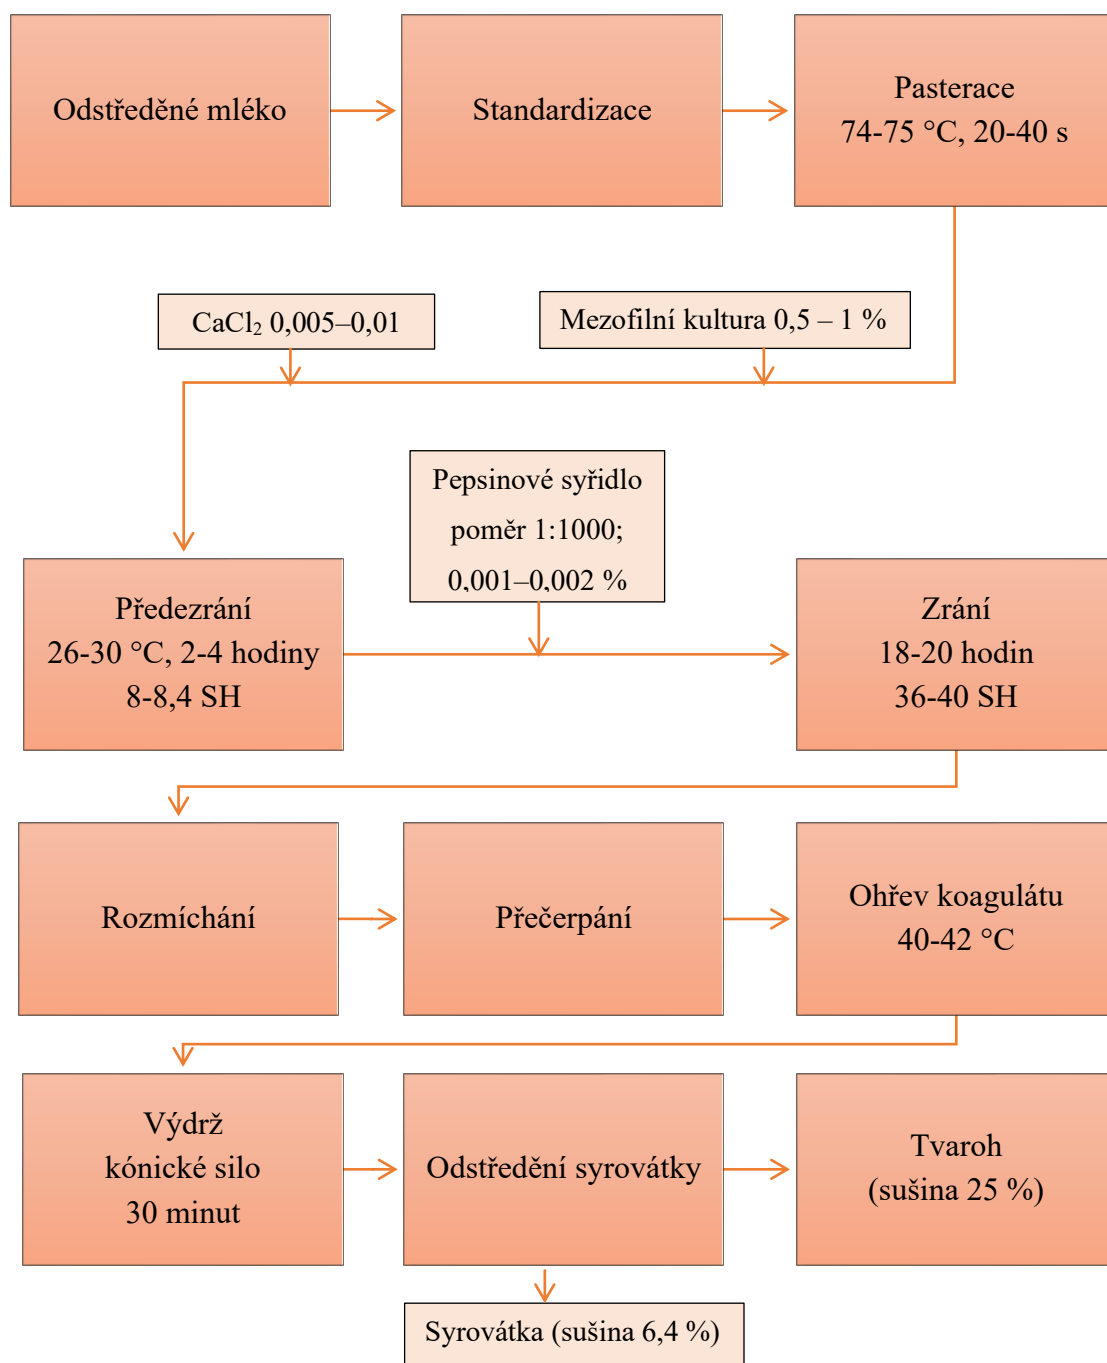 Odstředěné mléko
Standardizace
Pasterace
74-75 °C, 20-40 s
CaCl₂ 0,005–0,01
Mezofilní kultura 0,5 – 1 %
Pepsinové syřidlo
poměr 1:1000;
0,001–0,002 %
Předezrání
26-30 °C, 2-4 hodiny
8-8,4 SH
Zrání
18-20 hodin
36-40 SH
Rozmíchání
Přečerpání
Ohřev koagulátu
40-42 °C
Výdrž
kónické silo
30 minut
Odstředění syrovátky
Tvaroh
(sušina 25 %)
Syrovátka (sušina 6,4 %)